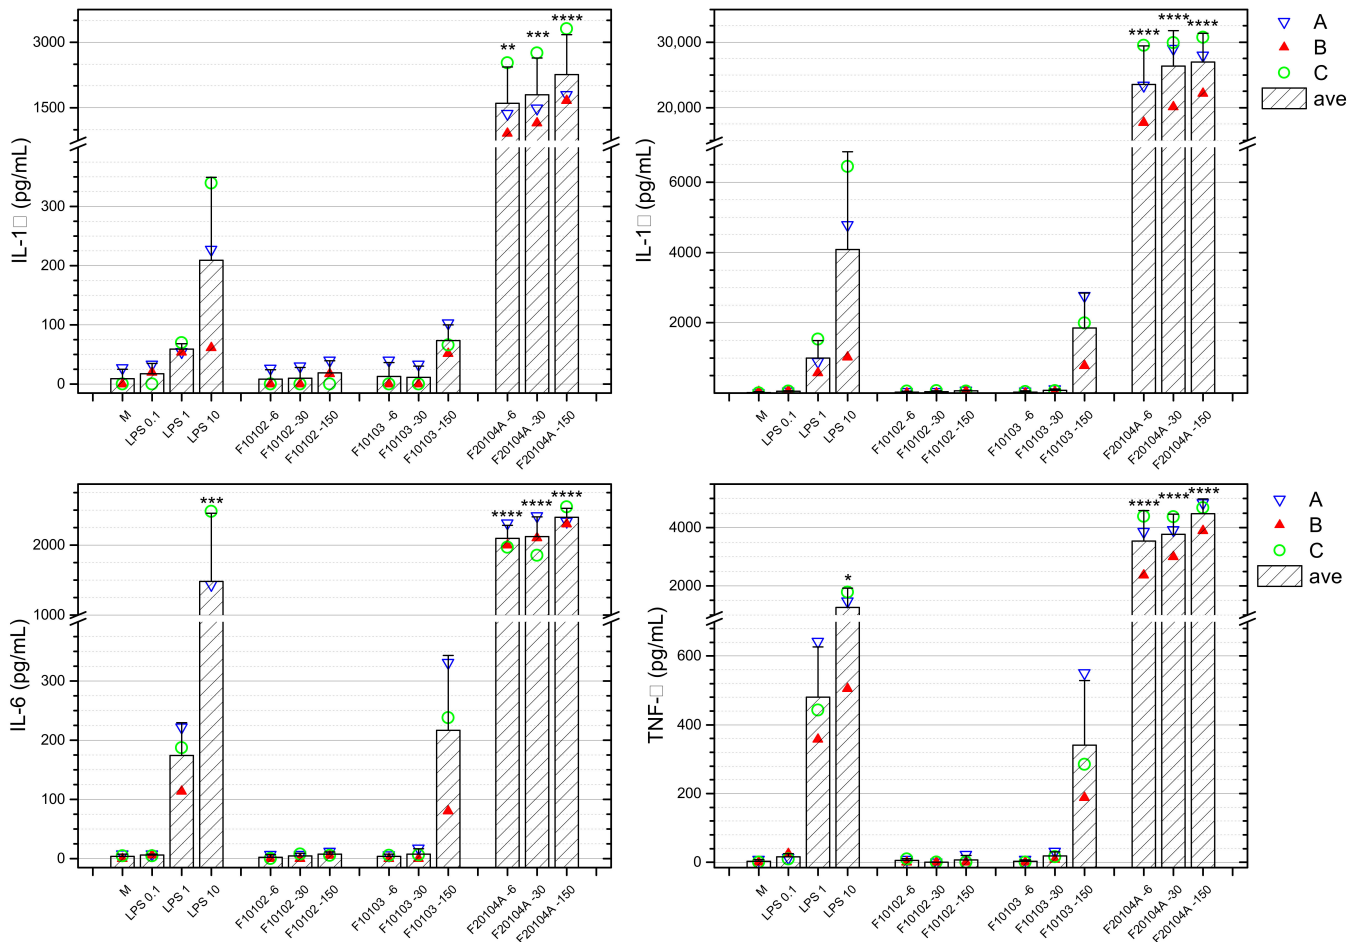 3000
1500
300
200
100
0
IL-1□ (pg/mL)
** *** ****
M
LPS 0.1
LPS 1
LPS 10
F10102 -6
F10102 -30
F10102 -150
F10103 -6
F10103 -30
F10103 -150
F20104A -6
F20104A -30
F20104A -150
30,000
20,000
6000
4000
2000
IL-1□ (pg/mL)
**** **** ****
M
LPS 0.1
LPS 1
LPS 10
F10102 -6
F10102 -30
F10102 -150
F10103 -6
F10103 -30
F10103 -150
F20104A -6
F20104A -30
F20104A -150
A
B
C
ave
2000
1000
300
200
100
0
IL-6 (pg/mL)
*** **** **** ****
M
LPS 0.1
LPS 1
LPS 10
F10102 -6
F10102 -30
F10102 -150
F10103 -6
F10103 -30
F10103 -150
F20104A -6
F20104A -30
F20104A -150
4000
2000
600
400
200
0
TNF-□ (pg/mL)
* **** **** ****
M
LPS 0.1
LPS 1
LPS 10
F10102 -6
F10102 -30
F10102 -150
F10103 -6
F10103 -30
F10103 -150
F20104A -6
F20104A -30
F20104A -150
A
B
C
ave